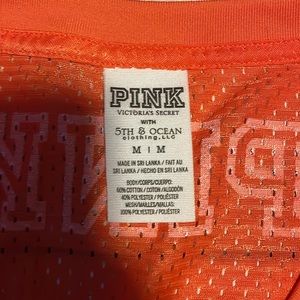 PINK
VICTORIA'S SECRET
WITH
5TH & OCEAN
clothing, LLC
M | M
MADE IN SRI LANKA / FAIT AU
SRI LANKA / HECHO EN SRI LANKA
BODY/CORPS/CUERPO:
60% COTTON / COTON /ALGODÓN
40% POLYESTER / POLIÉSTER
MESH/MAILLES/MALLAS:
100% POLYESTER / POLIÉSTER